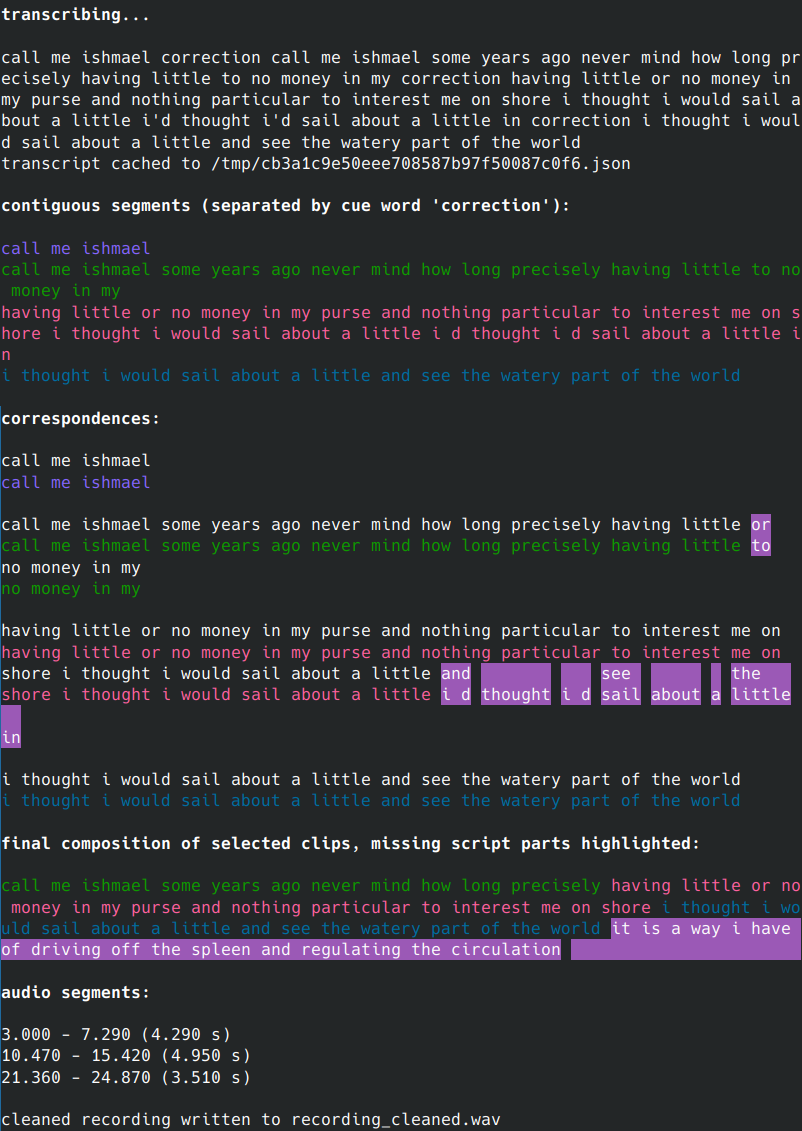 transcribing...
call me ishmael correction call me ishmael some years ago never mind how long pr
ecisely having little to no money in my correction having little or no money in
my purse and nothing particular to interest me on shore i thought i would sail a
bout a little i'd thought i'd sail about a little in correction i thought i woul
d sail about a little and see the watery part of the world
transcript cached to /tmp/cb3a1c9e50eee708587b97f50087c0f6.json
contiguous segments (separated by cue word 'correction'):
call me ishmael
call me ishmael some years ago never mind how long precisely having little to no
money in my
having little or no money in my purse and nothing particular to interest me on s
hore i thought i would sail about a little i d thought i d sail about a little i
n
i thought i would sail about a little and see the watery part of the world
correspondences:
call me ishmael
call me ishmael
call me ishmael some years ago never mind how long precisely having little or
call me ishmael some years ago never mind how long precisely having little to
no money in my
no money in my
having little or no money in my purse and nothing particular to interest me on
having little or no money in my purse and nothing particular to interest me on
shore i thought i would sail about a little and see the
shore i thought i would sail about a little i d thought i d sail about a little
in
i thought i would sail about a little and see the watery part of the world
i thought i would sail about a little and see the watery part of the world
final composition of selected clips, missing script parts highlighted:
call me ishmael some years ago never mind how long precisely having little or no
money in my purse and nothing particular to interest me on shore i thought i wo
uld sail about a little and see the watery part of the world it is a way i have
of driving off the spleen and regulating the circulation
audio segments:
3.000 - 7.290 (4.290 s)
10.470 - 15.420 (4.950 s)
21.360 - 24.870 (3.510 s)
cleaned recording written to recording_cleaned.wav